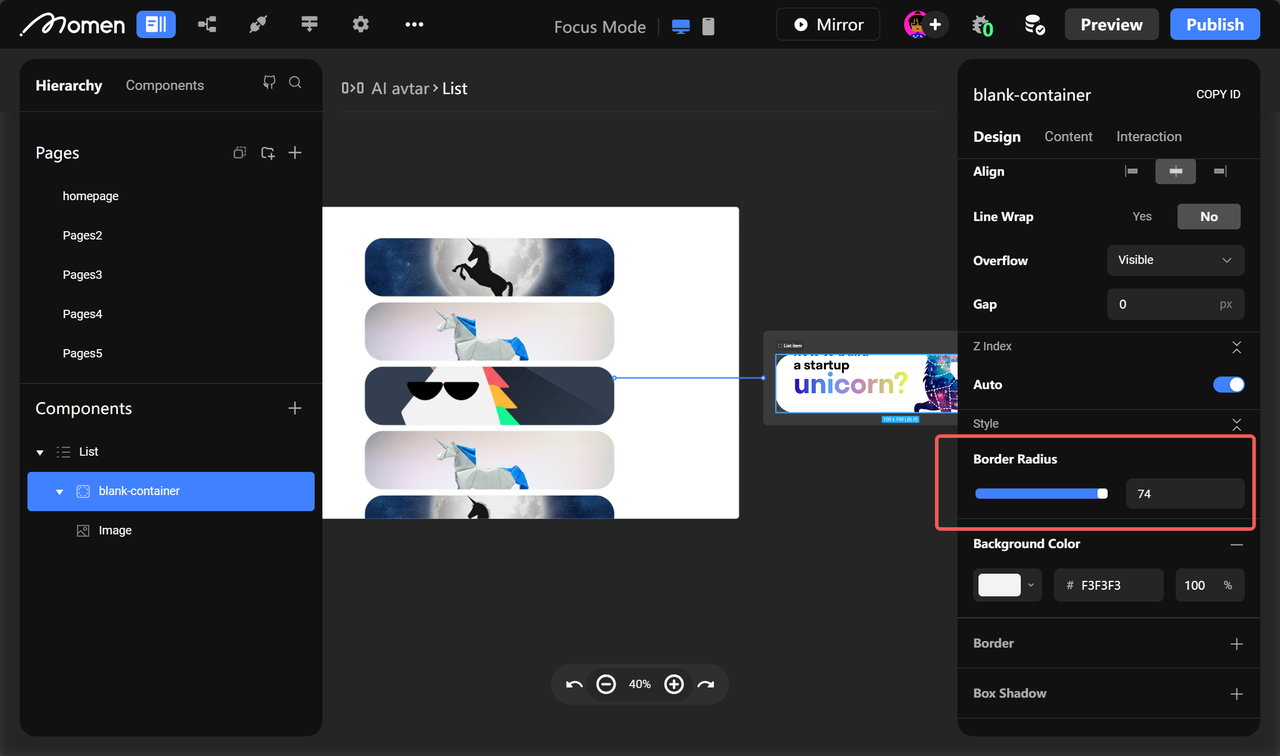 Momen
Focus Mode
Mirror
0
Preview
Publish
Hierarchy
Components
Pages
homepage
Pages2
Pages3
Pages4
Pages5
Components
List
blank-container
Image
AI avtar › List
List item
a startup
unicorn?
40%
blank-container
COPY ID
Design
Content
Interaction
Align
Line Wrap
Yes
No
Overflow
Visible
Gap
0
px
Z Index
Auto
Style
Border Radius
74
Background Color
# F3F3F3
100 %
Border
Box Shadow